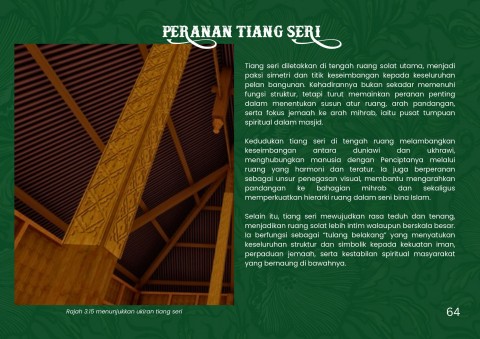 PERANAN TIANG SERI
Tiang seri diletakkan di tengah ruang solat utama, menjadi
paksi simetri dan titik keseimbangan kepada keseluruhan
pelan bangunan. Kehadirannya bukan sekadar memenuhi
fungsi struktur, tetapi turut memainkan peranan penting
dalam menentukan susun atur ruang, arah pandangan,
serta fokus jemaah ke arah mihrab, iaitu pusat tumpuan
spiritual dalam masjid.
Kedudukan tiang seri di tengah ruang melambangkan
keseimbangan antara duniawi dan ukhrawi,
menghubungkan manusia dengan Penciptanya melalui
ruang yang harmoni dan teratur. Ia juga berperanan
sebagai unsur penegasan visual, membantu mengarahkan
pandangan ke bahagian mihrab dan sekaligus
memperkuatkan hierarki ruang dalam seni bina Islam.
Selain itu, tiang seri mewujudkan rasa teduh dan tenang,
menjadikan ruang solat lebih intim walaupun berskala besar.
Ia berfungsi sebagai "tulang belakang" yang menyatukan
keseluruhan struktur dan simbolik kepada kekuatan iman,
perpaduan jemaah, serta kestabilan spiritual masyarakat
yang bernaung di bawahnya.
Rajah 3.16 menunjukkan ukiran tiang seri
64